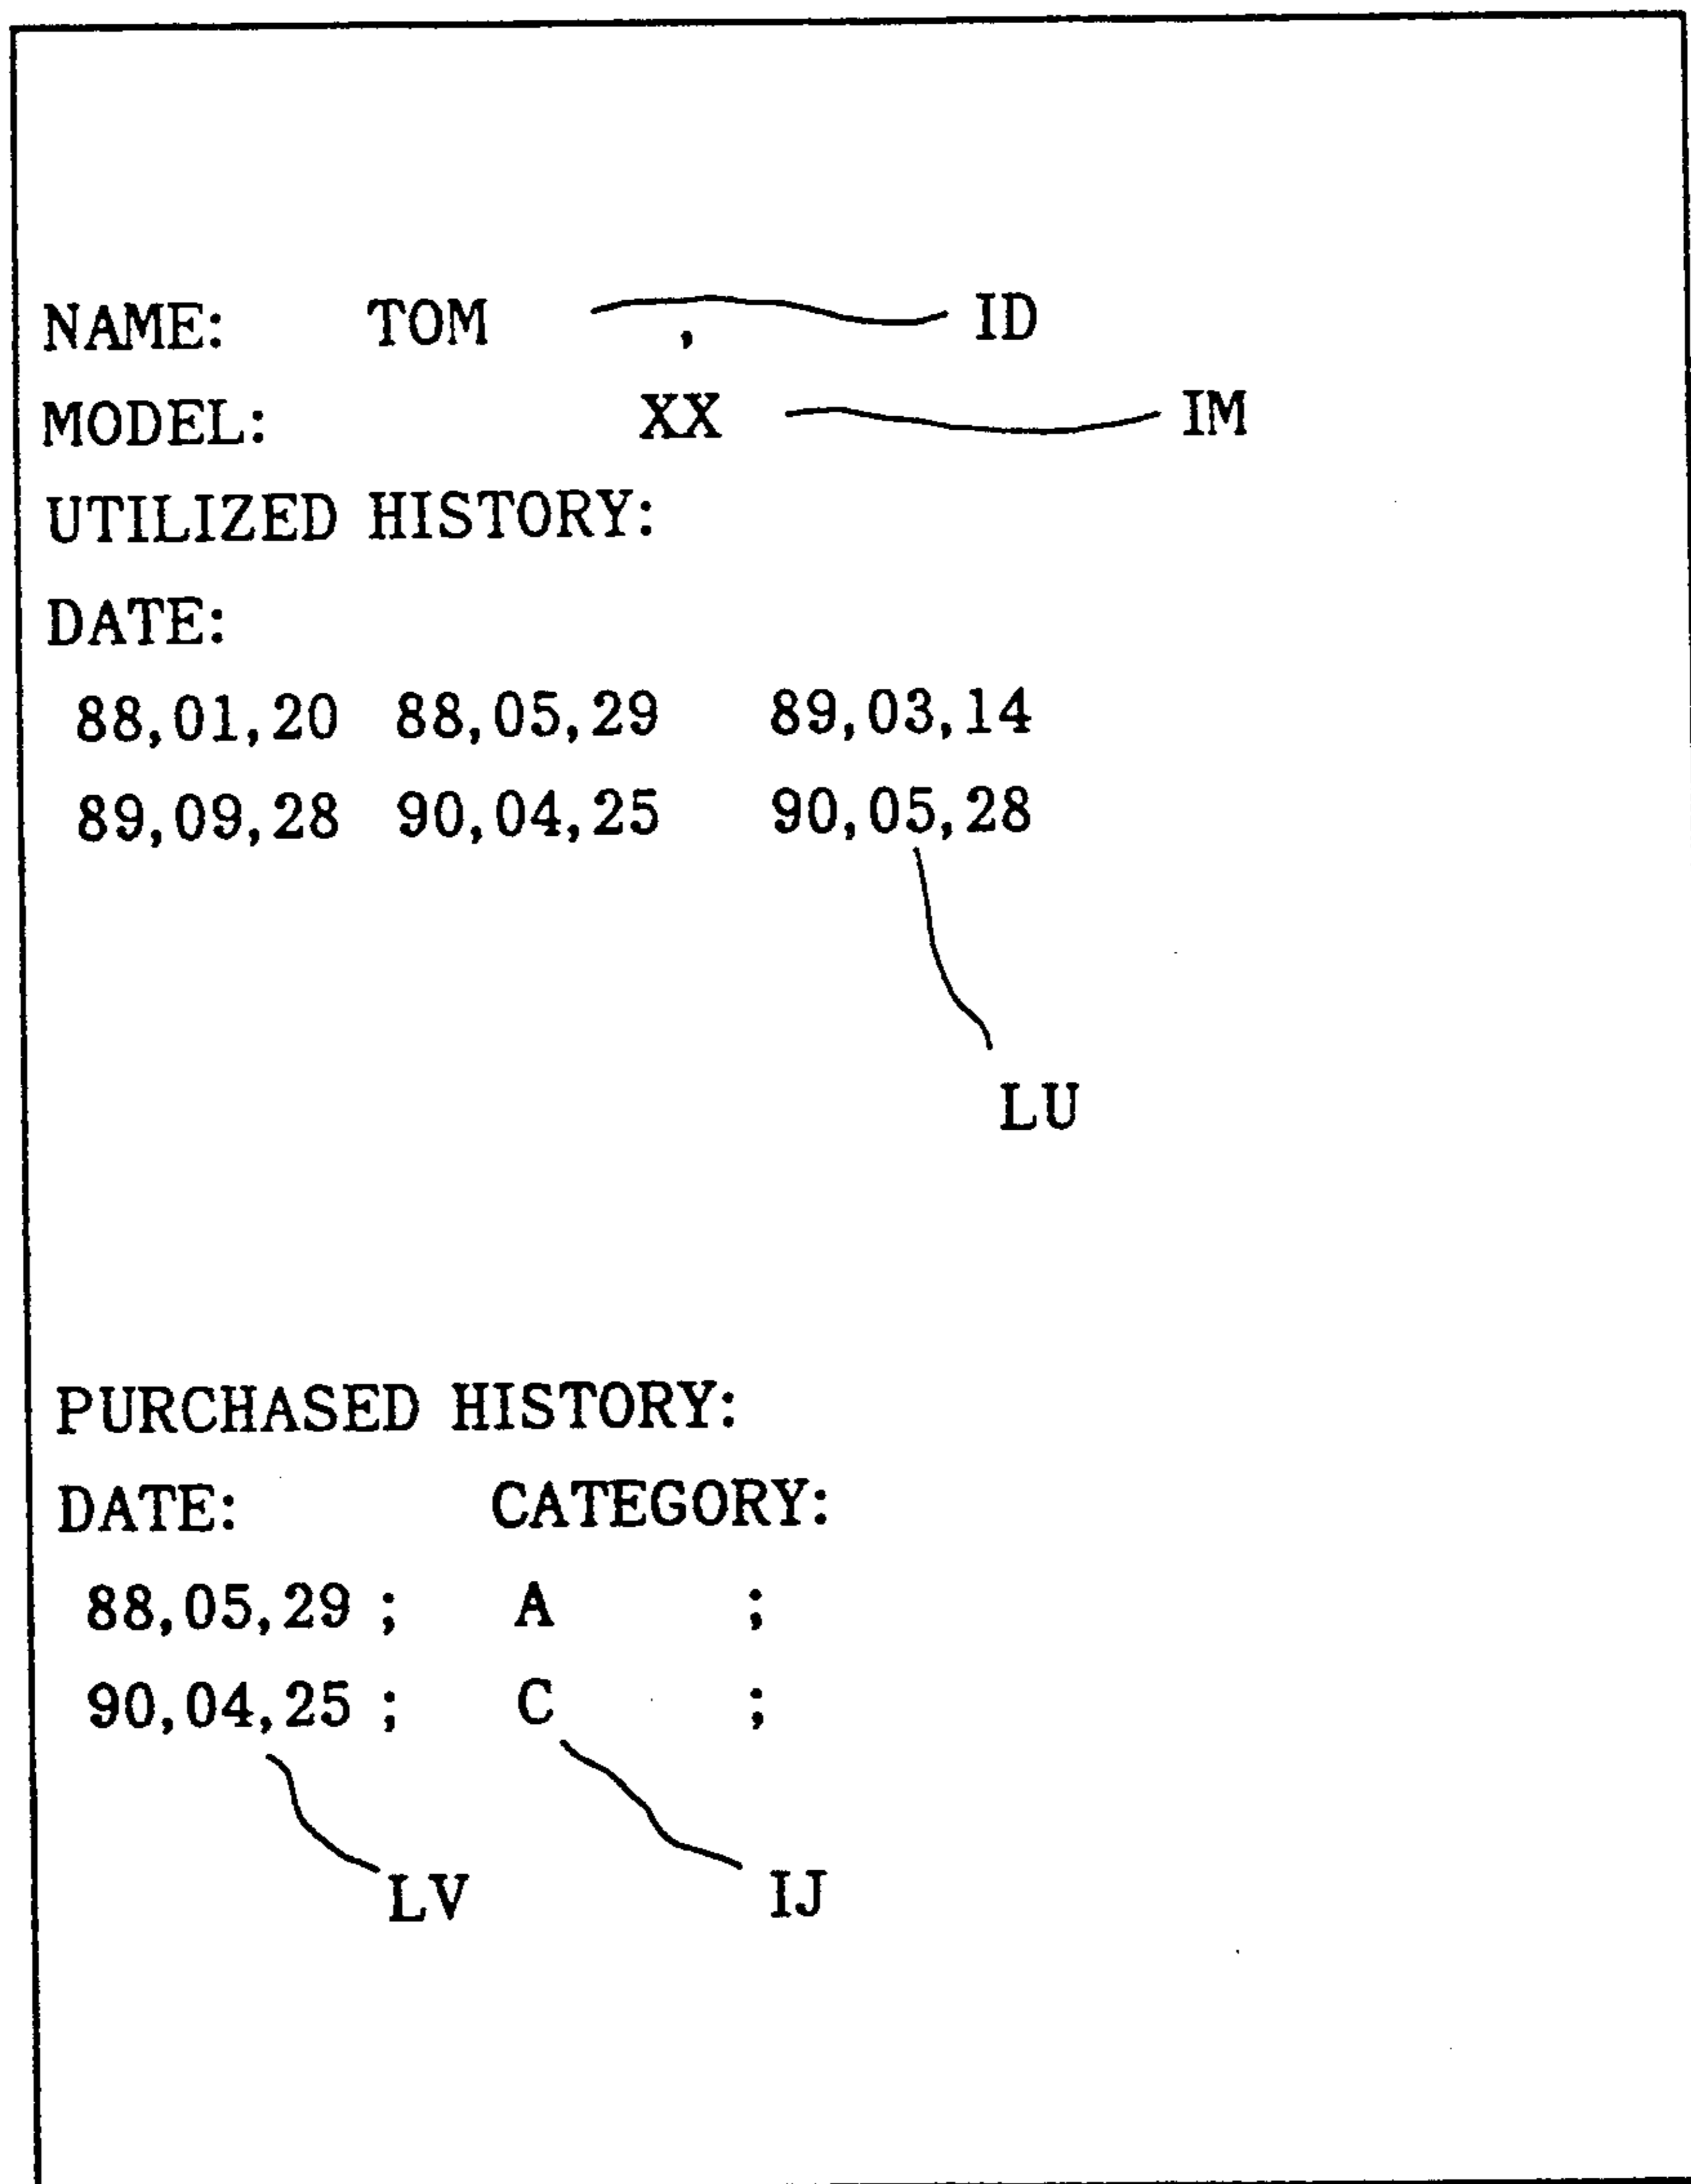 NAME: TOM , ID
MODEL: XX IM
UTILIZED HISTORY:
DATE:
88,01,20 88,05,29 89,03,14
89,09,28 90,04,25 90,05,28
LU
PURCHASED HISTORY:
DATE: CATEGORY:
88,05,29 ; A ;
90,04,25 ; C ;
LV IJ